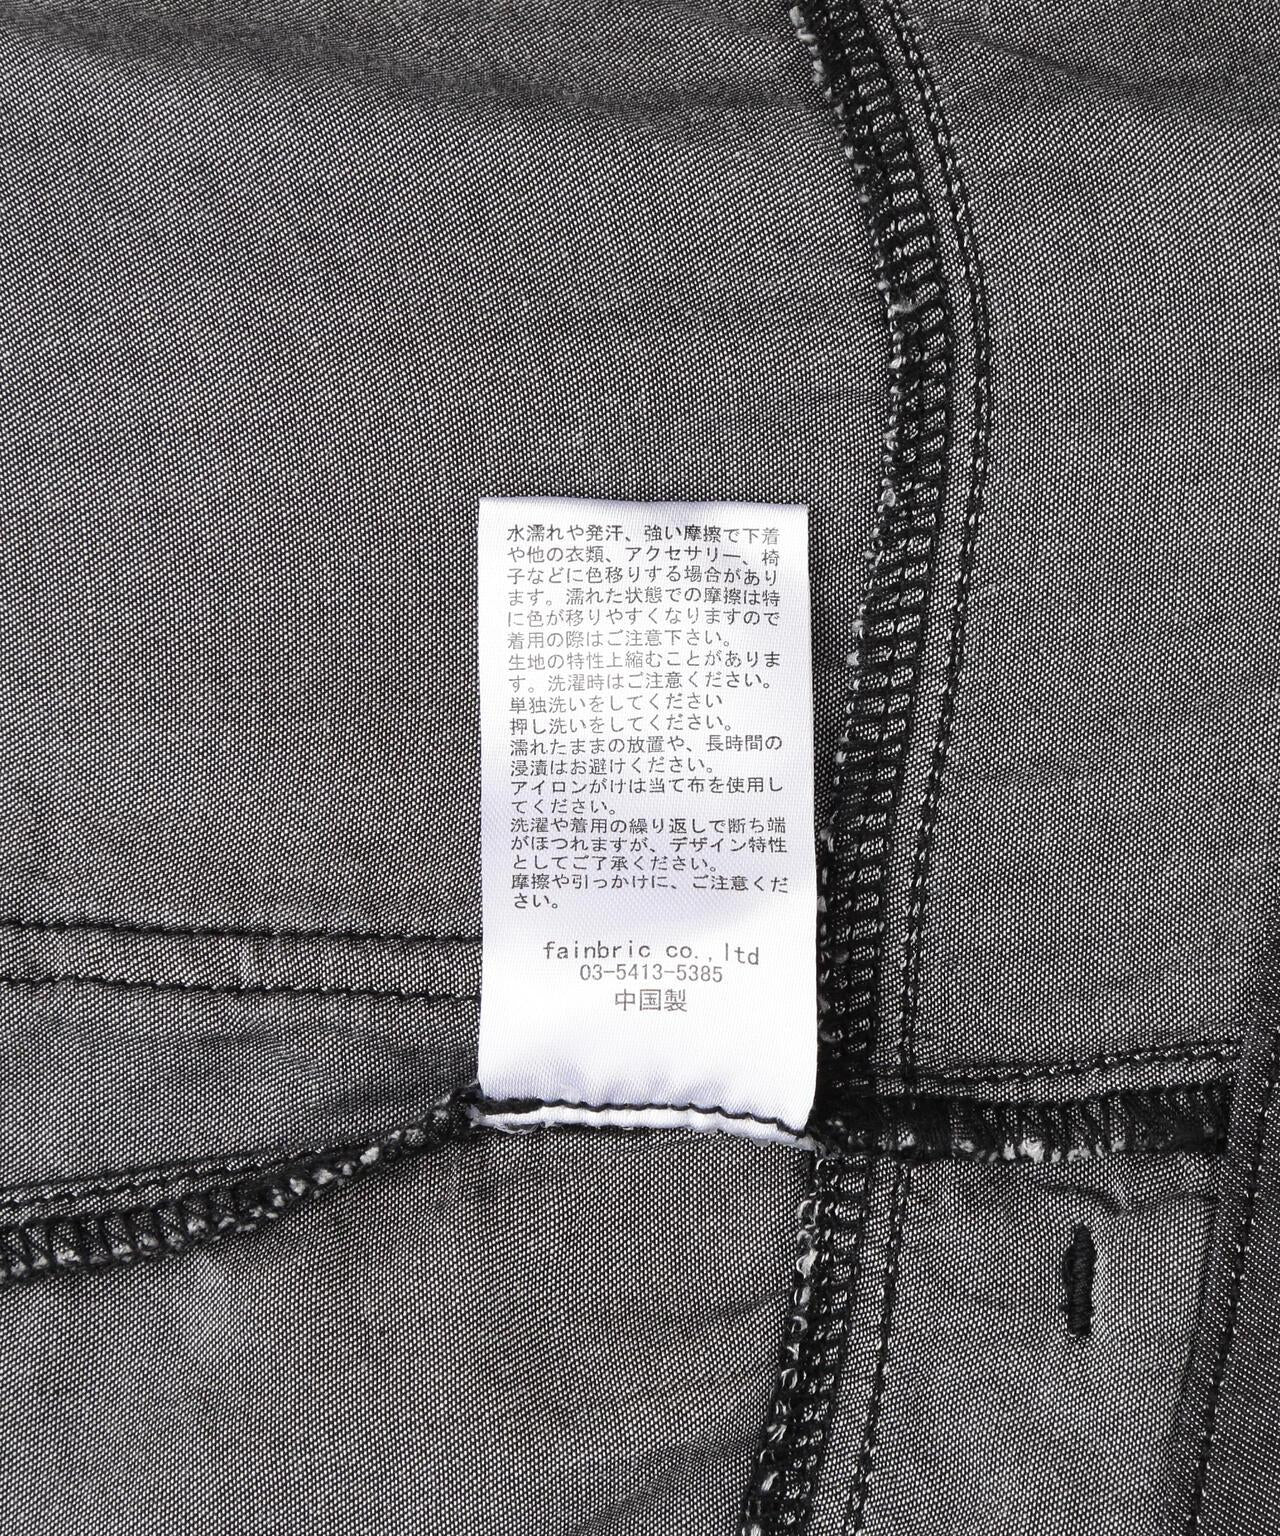 水濡れや発汗、強い摩擦で下着
や他の衣類、アクセサリー、椅
子などに色移りする場合があり
ます。濡れた状態での摩擦は特
に色が移りやすくなりますので
着用の際はご注意下さい。
生地の特性上縮むことがありま
す。洗濯時はご注意ください。
単独洗いをしてください
押し洗いをしてください。
濡れたままの放置や、長時間の
浸漬はお避けください。
アイロンがけは当て布を使用し
てください。
洗濯や着用の繰り返しで断ち端
がほつれますが、デザイン特性
としてご了承ください。
摩擦や引っかけに、ご注意くだ
さい。
fainbric co.,ltd
03-5413-5385
中国製